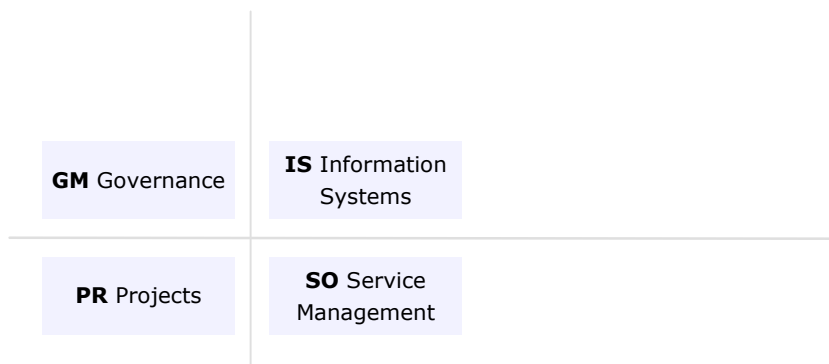 GM Governance
IS Information
Systems
PR Projects
SO Service
Management